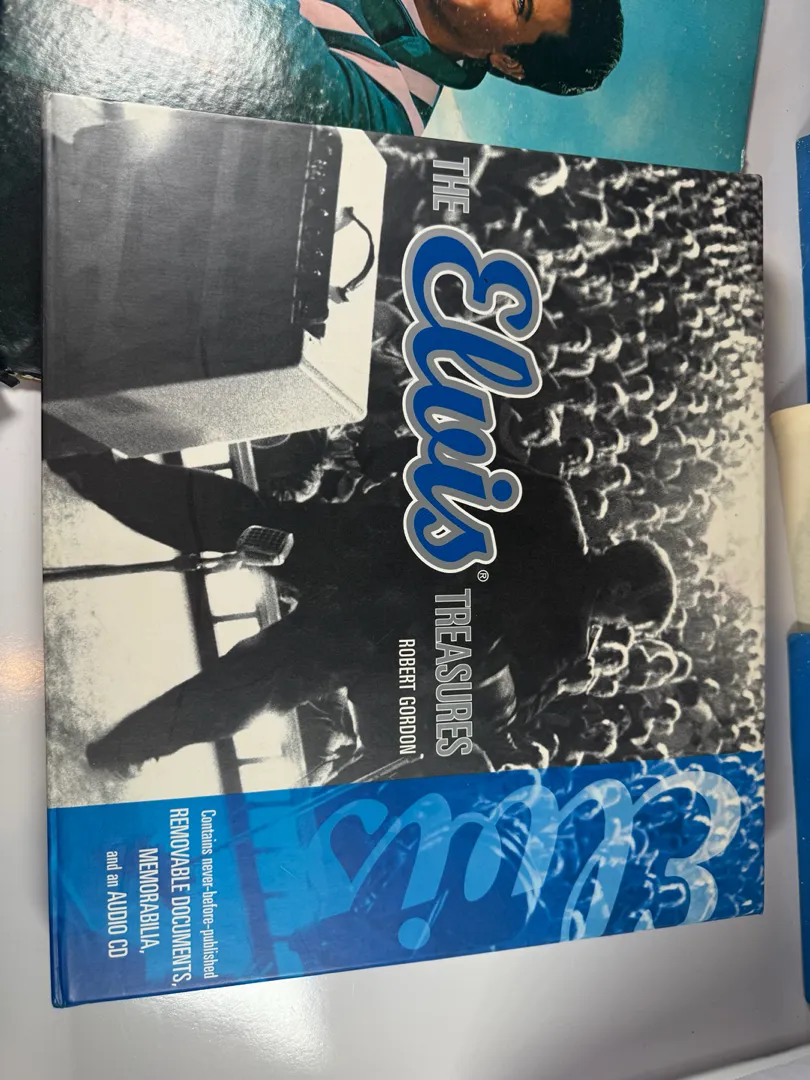 THE
Elvis®
TREASURES
ROBERT GORDON
Elvis
Contains never-before-published
REMOVABLE DOCUMENTS,
MEMORABILIA,
and an AUDIO CD